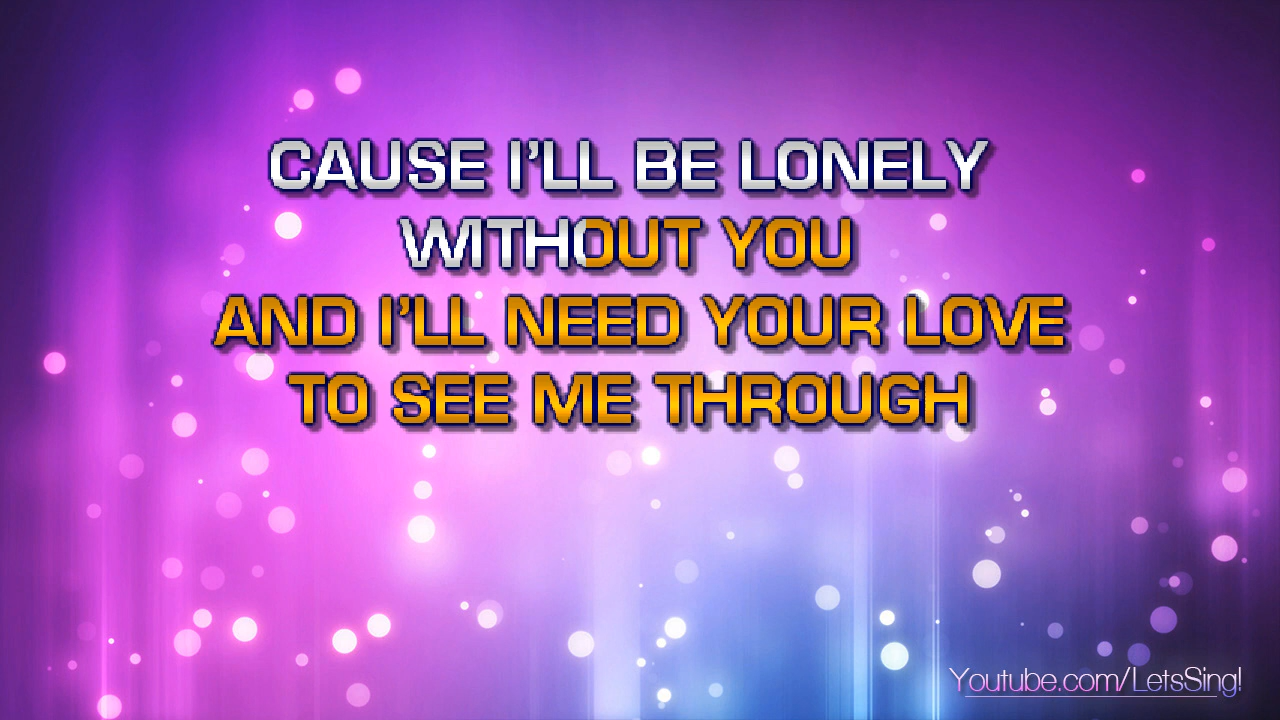 CAUSE I'LL BE LONELY
WITHOUT YOU
AND I'LL NEED YOUR LOVE
TO SEE ME THROUGH
Youtube.com/LetsSing!